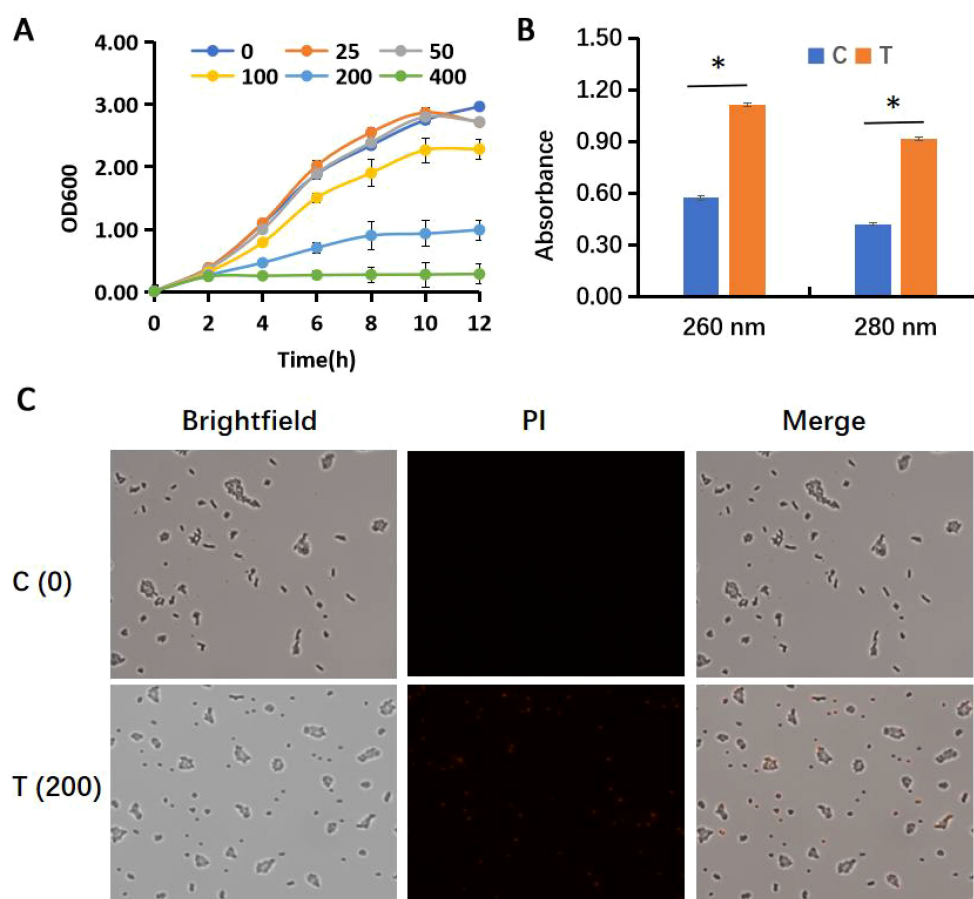 A
4.00
3.00
2.00
1.00
0.00
OD600
0 25 50
100 200 400
0 2 4 6 8 10 12
Time(h)
B
1.50
1.20
0.90
0.60
0.30
0.00
Absorbance
C T
*
*
260 nm 280 nm
C
Brightfield PI Merge
C (0)
T (200)